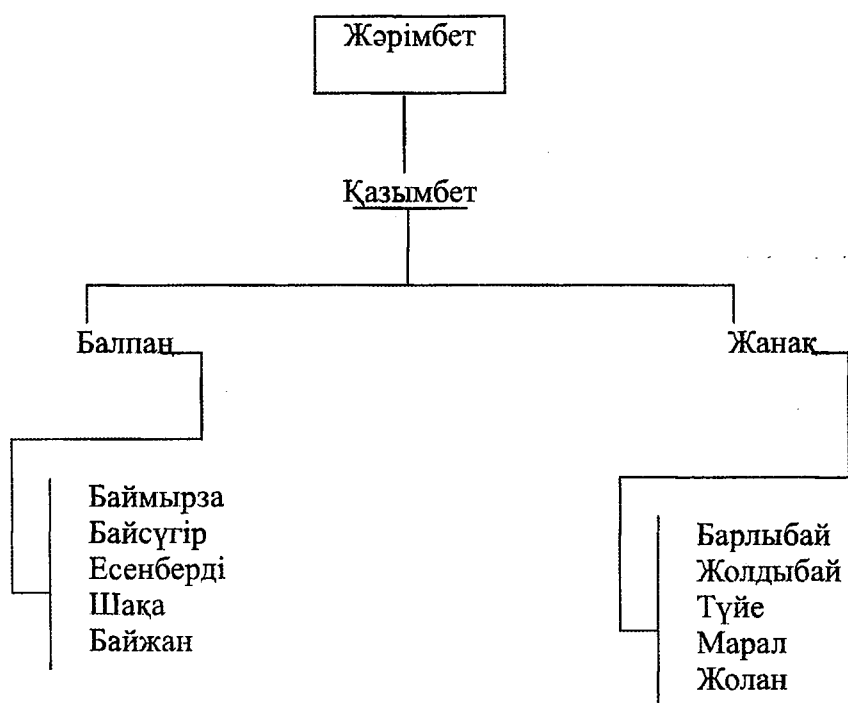 Жәрімбет
Қазымбет
Балпаң
Жанақ
Баймырза
Байсүгір
Есенберді
Шақа
Байжан
Барлыбай
Жолдыбай
Түйе
Марал
Жолан